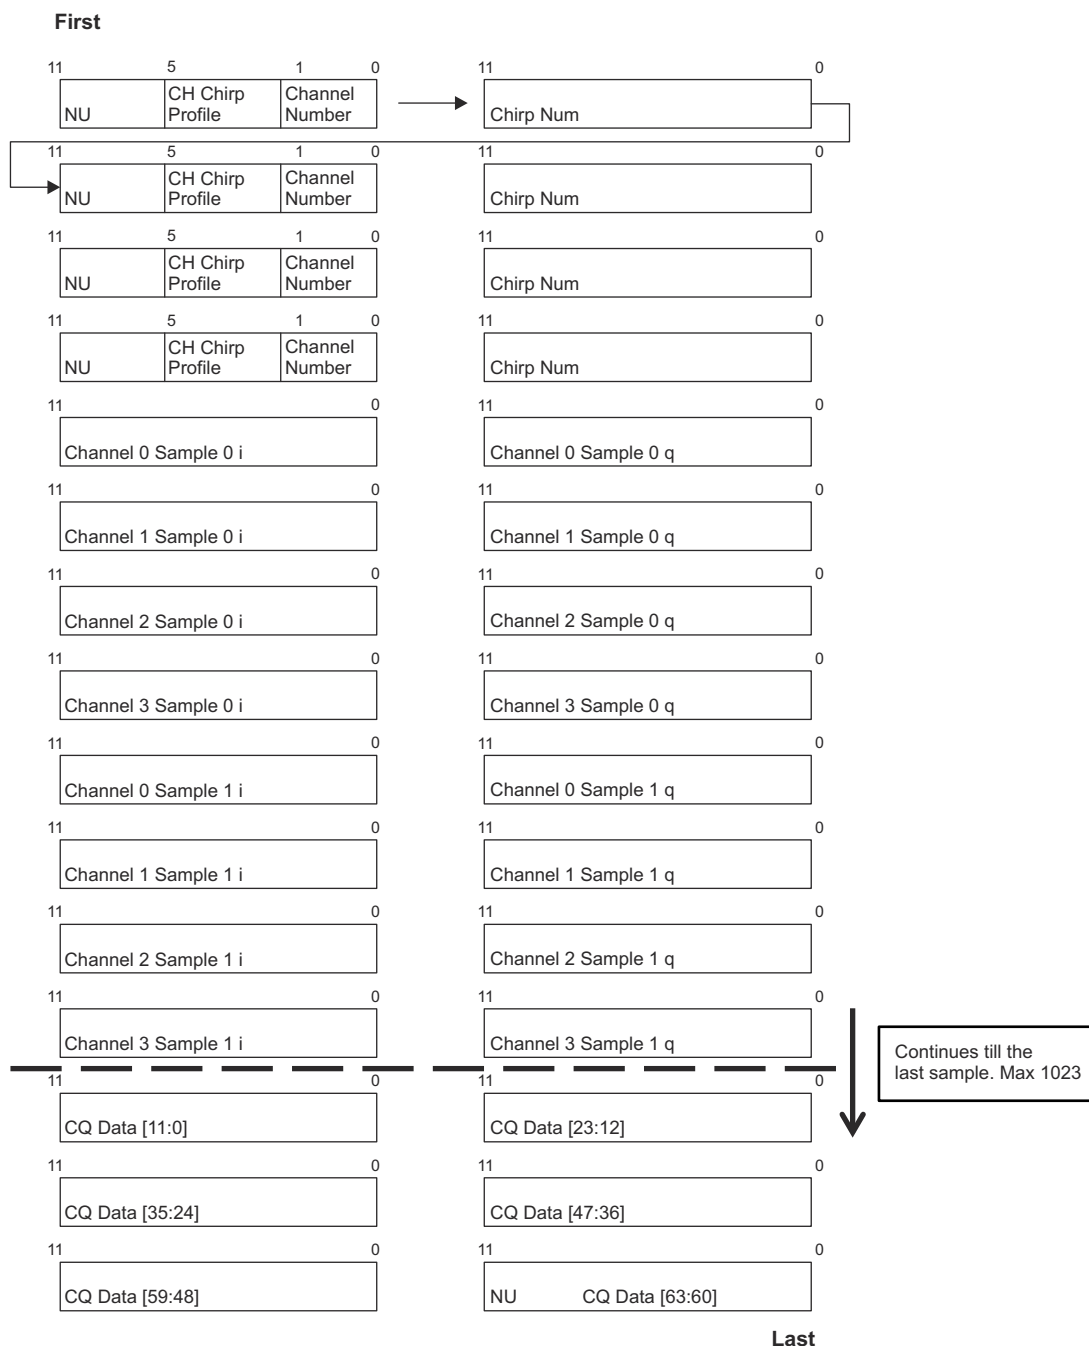 First
11 5 1 0 11 0
NU CH Chirp Profile Channel Number Chirp Num
11 5 1 0 11 0
NU CH Chirp Profile Channel Number Chirp Num
11 5 1 0 11 0
NU CH Chirp Profile Channel Number Chirp Num
11 5 1 0 11 0
NU CH Chirp Profile Channel Number Chirp Num
11 0 11 0
Channel 0 Sample 0 i Channel 0 Sample 0 q
11 0 11 0
Channel 1 Sample 0 i Channel 1 Sample 0 q
11 0 11 0
Channel 2 Sample 0 i Channel 2 Sample 0 q
11 0 11 0
Channel 3 Sample 0 i Channel 3 Sample 0 q
11 0 11 0
Channel 0 Sample 1 i Channel 0 Sample 1 q
11 0 11 0
Channel 1 Sample 1 i Channel 1 Sample 1 q
11 0 11 0
Channel 2 Sample 1 i Channel 2 Sample 1 q
11 0 11 0
Channel 3 Sample 1 i Channel 3 Sample 1 q
Continues till the
last sample. Max 1023
11 0 11 0
CQ Data [11:0] CQ Data [23:12]
11 0 11 0
CQ Data [35:24] CQ Data [47:36]
11 0 11 0
CQ Data [59:48] NU CQ Data [63:60]
Last